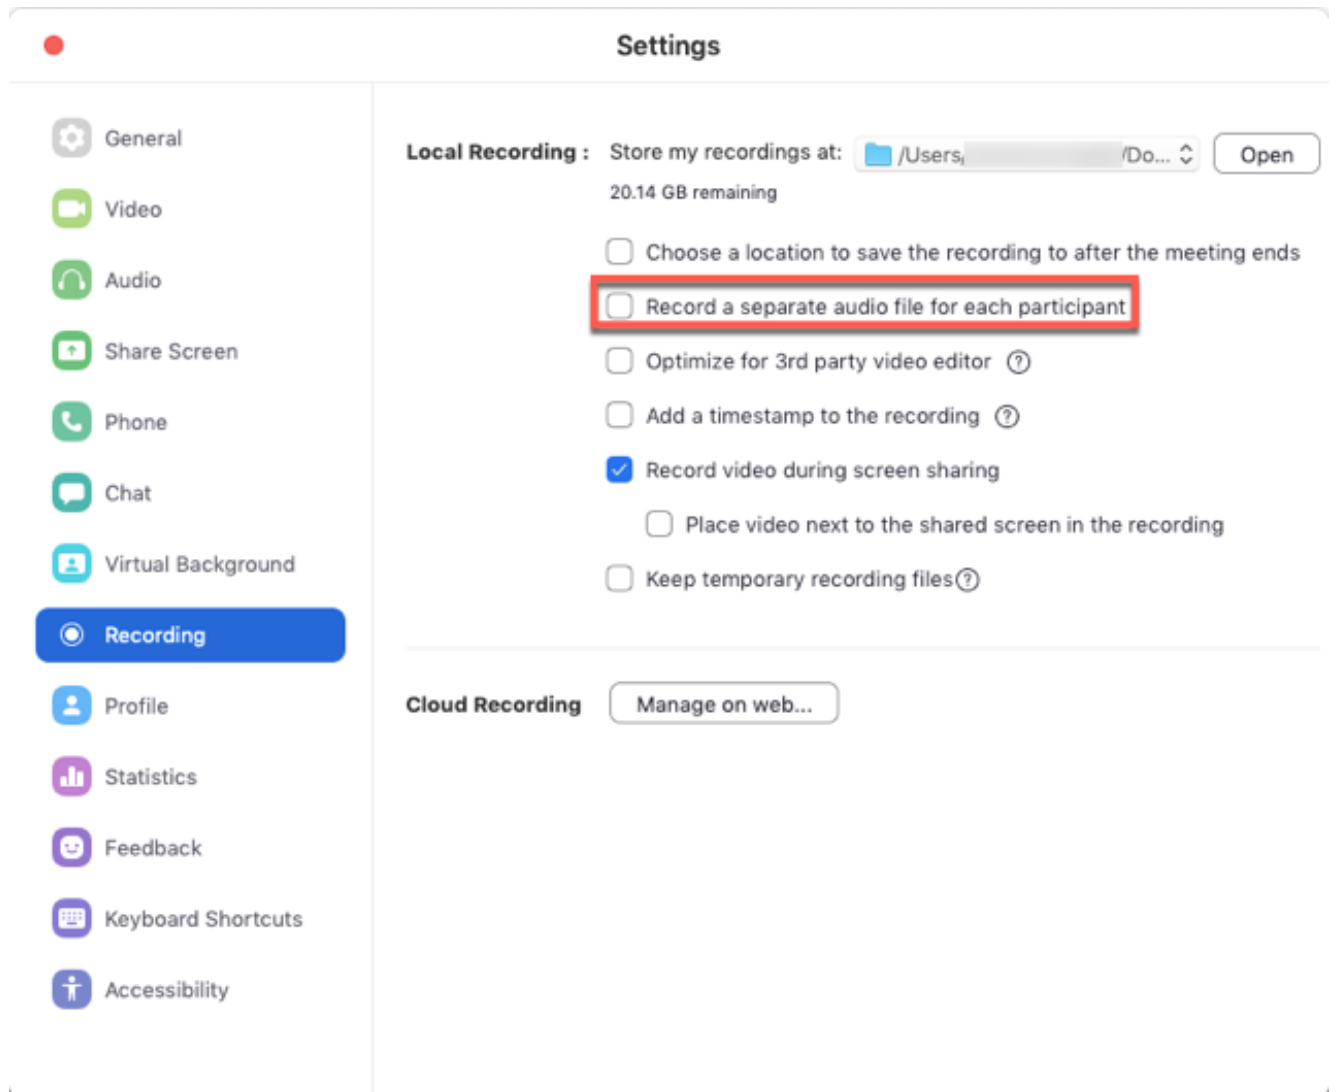 Settings
General
Video
Audio
Share Screen
Phone
Chat
Virtual Background
Recording
Profile
Statistics
Feedback
Keyboard Shortcuts
Accessibility
Local Recording : Store my recordings at: /Users/ /Do... Open
20.14 GB remaining
Choose a location to save the recording to after the meeting ends
Record a separate audio file for each participant
Optimize for 3rd party video editor ?
Add a timestamp to the recording ?
Record video during screen sharing
Place video next to the shared screen in the recording
Keep temporary recording files ?
Cloud Recording Manage on web...